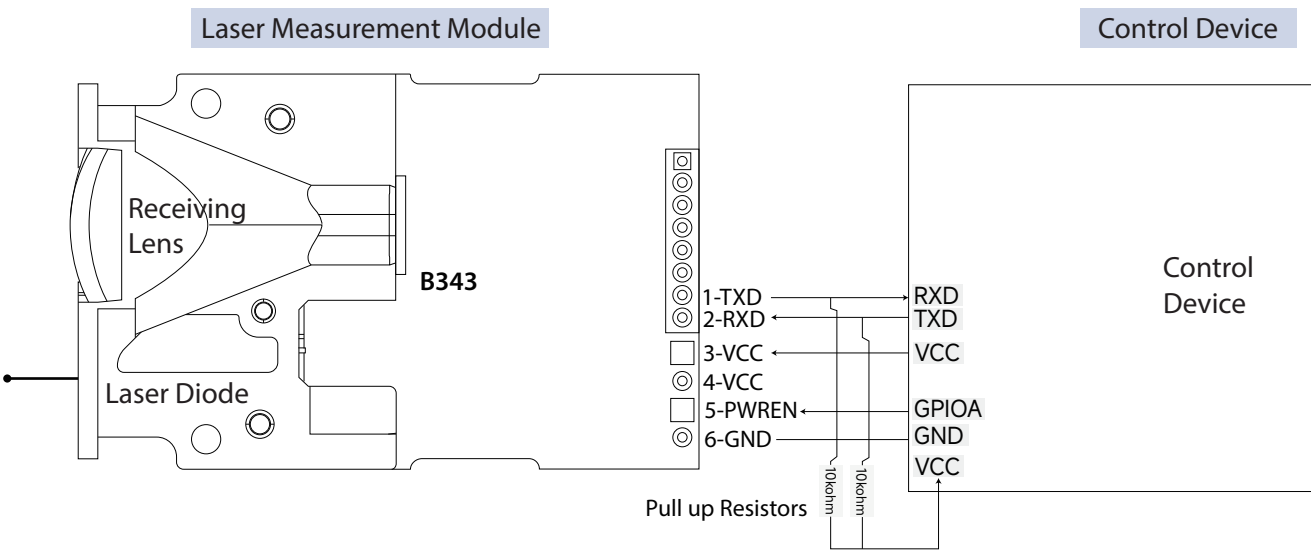 Laser Measurement Module
Control Device
Receiving
Lens
B343
Laser Diode
1-TXD
2-RXD
3-VCC
4-VCC
5-PWREN
6-GND
RXD
TXD
VCC
GPIOA
GND
VCC
Control
Device
Pull up Resistors
10kohm
10kohm